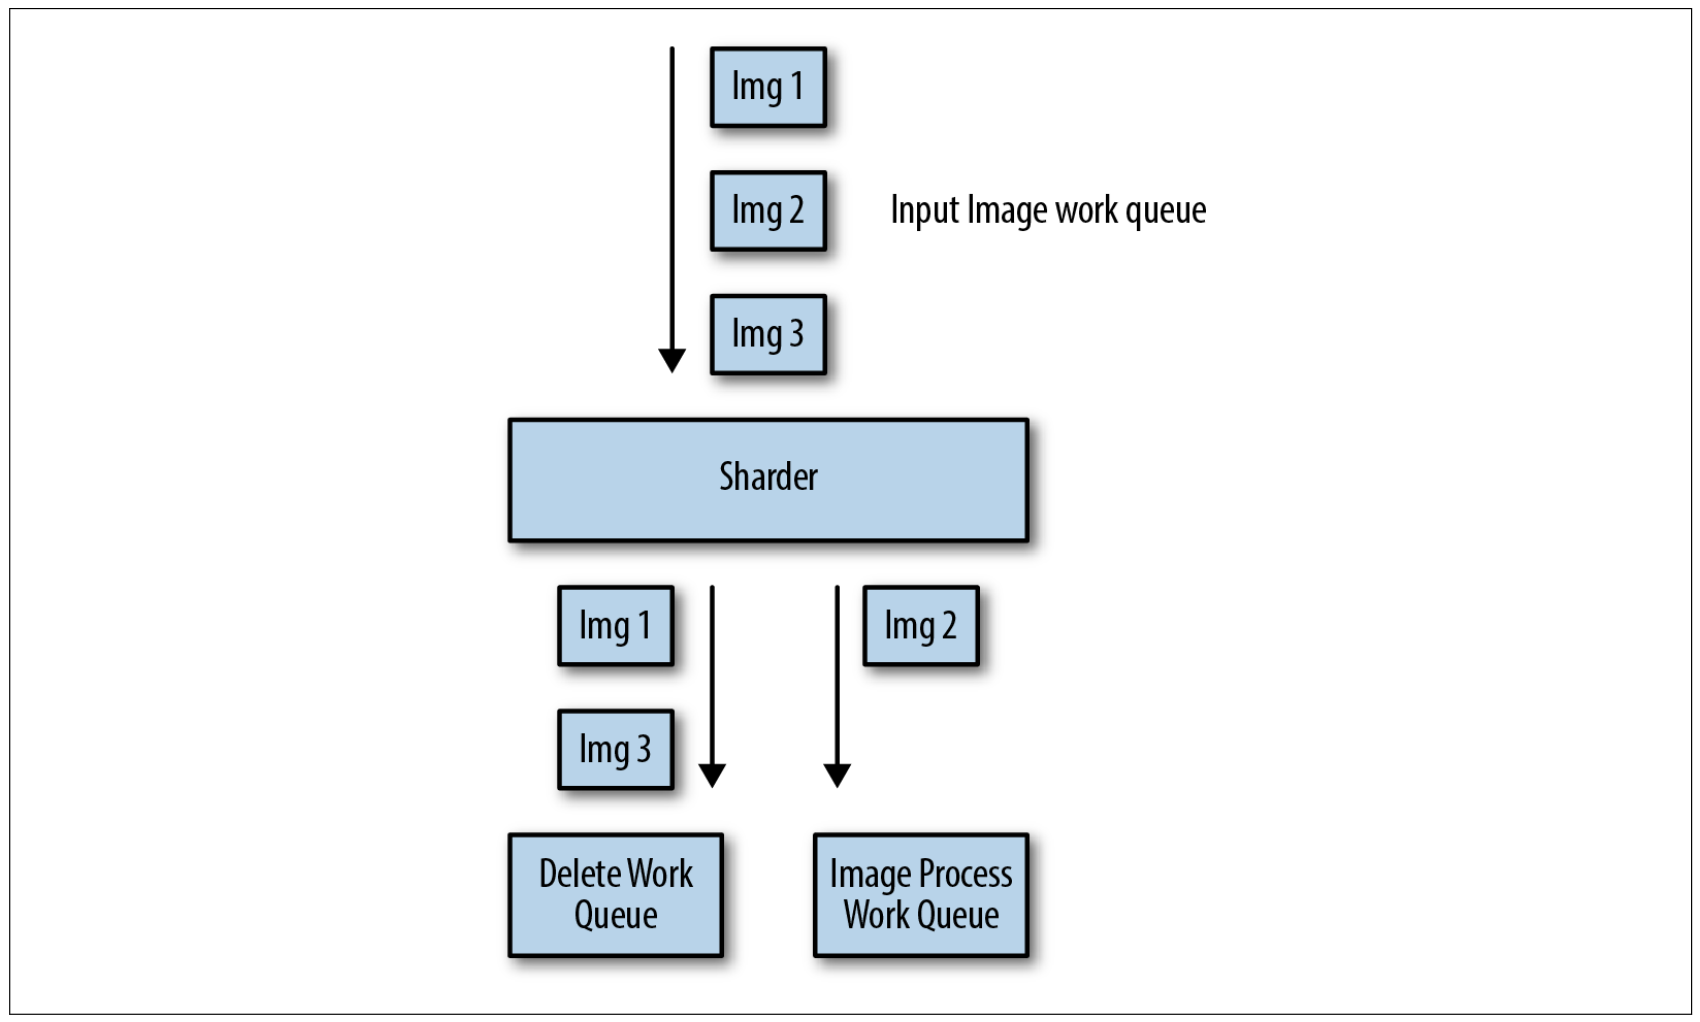 Img 1
Img 2
Input Image work queue
Img 3
Sharder
Img 1
Img 2
Img 3
Delete Work
Queue
Image Process
Work Queue